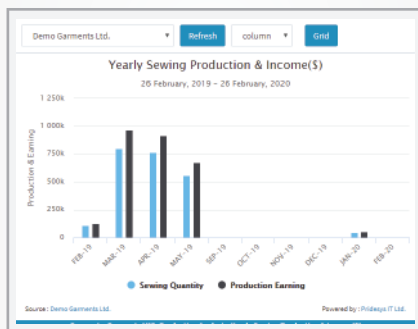 Demo Garments Ltd. Refresh column Grid
Yearly Sewing Production & Income($)
26 February, 2019 - 26 February, 2020
Production & Earning
1 250k
1 000k
750k
500k
250k
0
FEB-19 MAR-19 APR-19 MAY-19 SEP-19 OCT-19 NOV-19 DEC-19 JAN-20 FEB-20
Sewing Quantity Production Earning
Source : Demo Garments Ltd. Powered by : Pridesys IT Ltd.